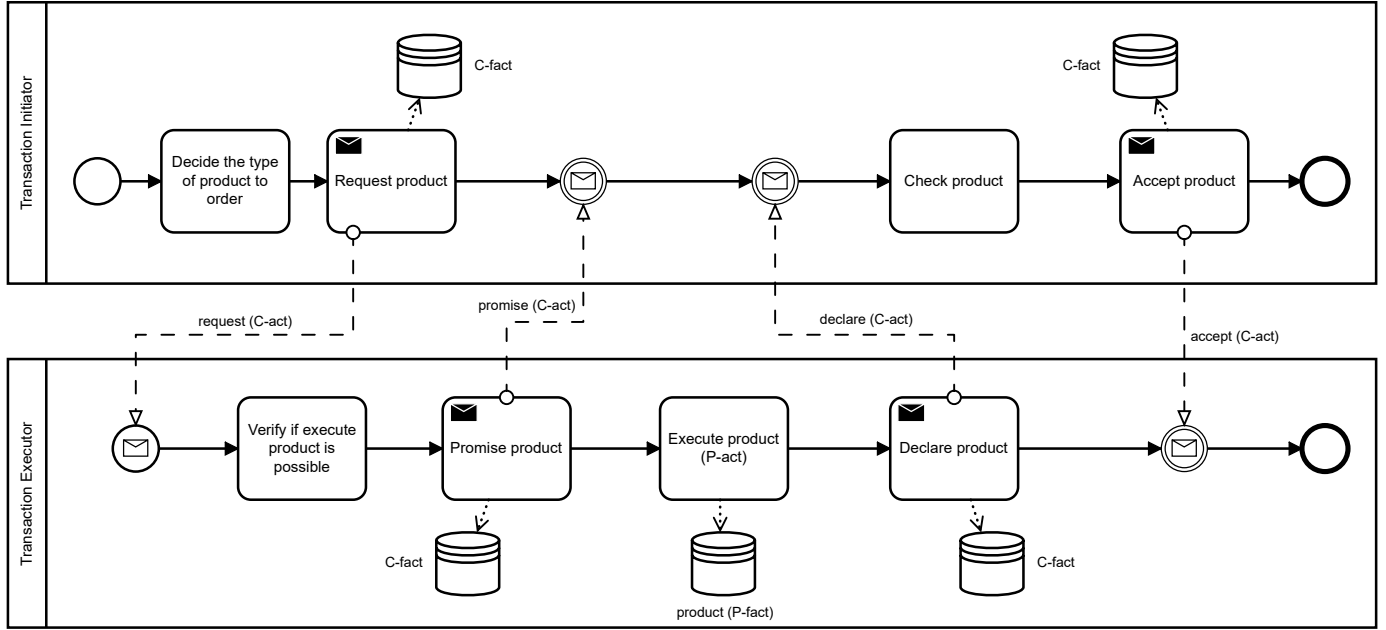 Transaction Initiator
C-fact
C-fact
Decide the type
of product to
order
Request product
Check product
Accept product
request (C-act)
promise (C-act)
declare (C-act)
accept (C-act)
Transaction Executor
Verify if execute
product is
possible
Promise product
Execute product
(P-act)
Declare product
C-fact
product (P-fact)
C-fact